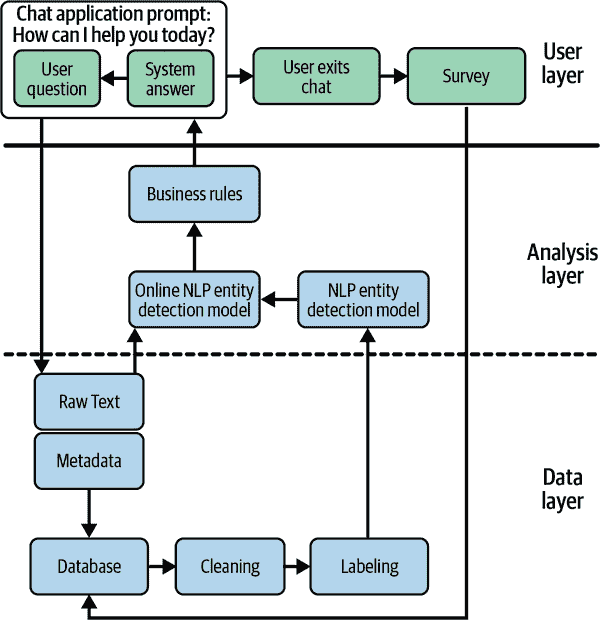 Chat application prompt:
How can I help you today?
User
question
System
answer
User exits
chat
Survey
User
layer
Business rules
Analysis
layer
Online NLP entity
detection model
NLP entity
detection model
Raw Text
Metadata
Data
layer
Database
Cleaning
Labeling